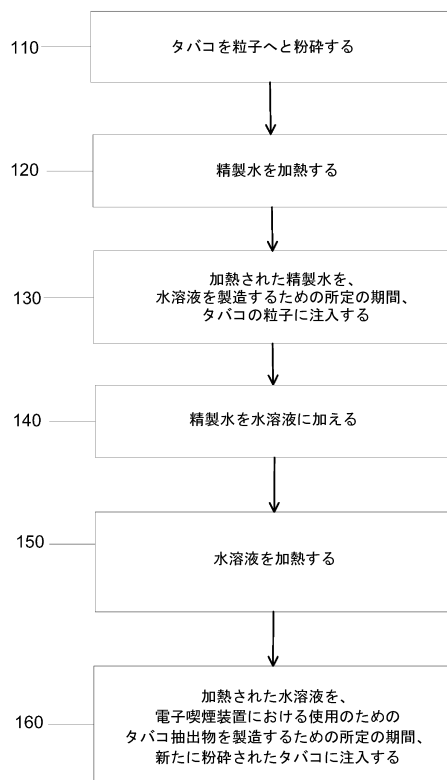 110
タバコを粒子へと粉砕する
120
精製水を加熱する
130
加熱された精製水を、
水溶液を製造するための所定の期間、
タバコの粒子に注入する
140
精製水を水溶液に加える
150
水溶液を加熱する
160
加熱された水溶液を、
電子喫煙装置における使用のための
タバコ抽出物を製造するための所定の期間、
新たに粉砕されたタバコに注入する